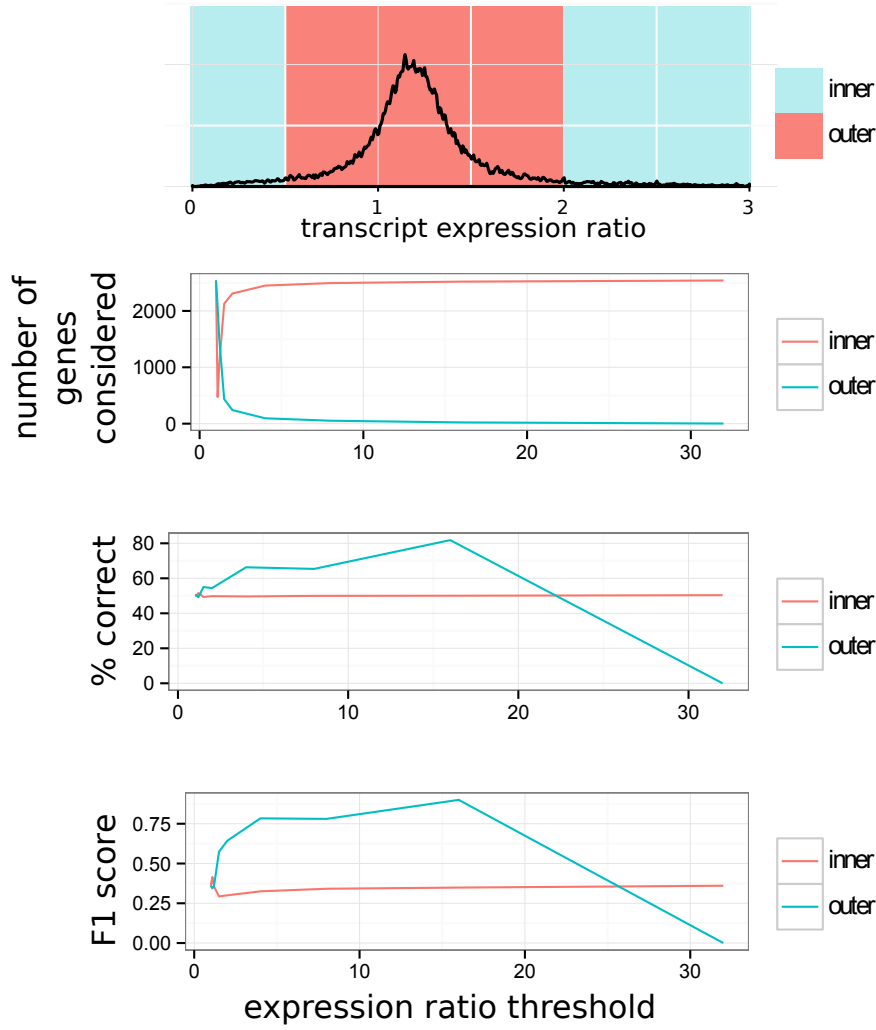 inner
outer
0 1 2 3
transcript expression ratio
number of
genes
considered
2000
1000
0
0 10 20 30
inner
outer
% correct
80
60
40
20
0
0 10 20 30
inner
outer
F1 score
0.75
0.50
0.25
0.00
0 10 20 30
inner
outer
expression ratio threshold